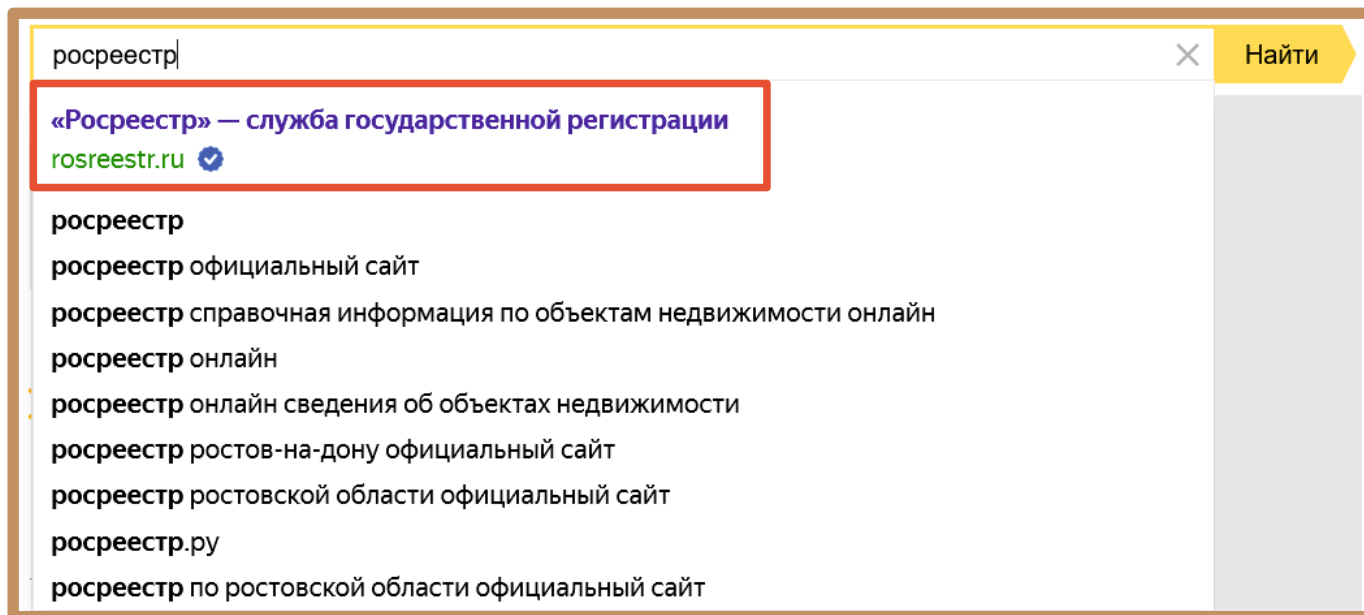 росреестр
Найти
«Росреестр» — служба государственной регистрации
rosreestr.ru
росреестр
росреестр официальный сайт
росреестр справочная информация по объектам недвижимости онлайн
росреестр онлайн
росреестр онлайн сведения об объектах недвижимости
росреестр ростов-на-дону официальный сайт
росреестр ростовской области официальный сайт
росреестр.ру
росреестр по ростовской области официальный сайт